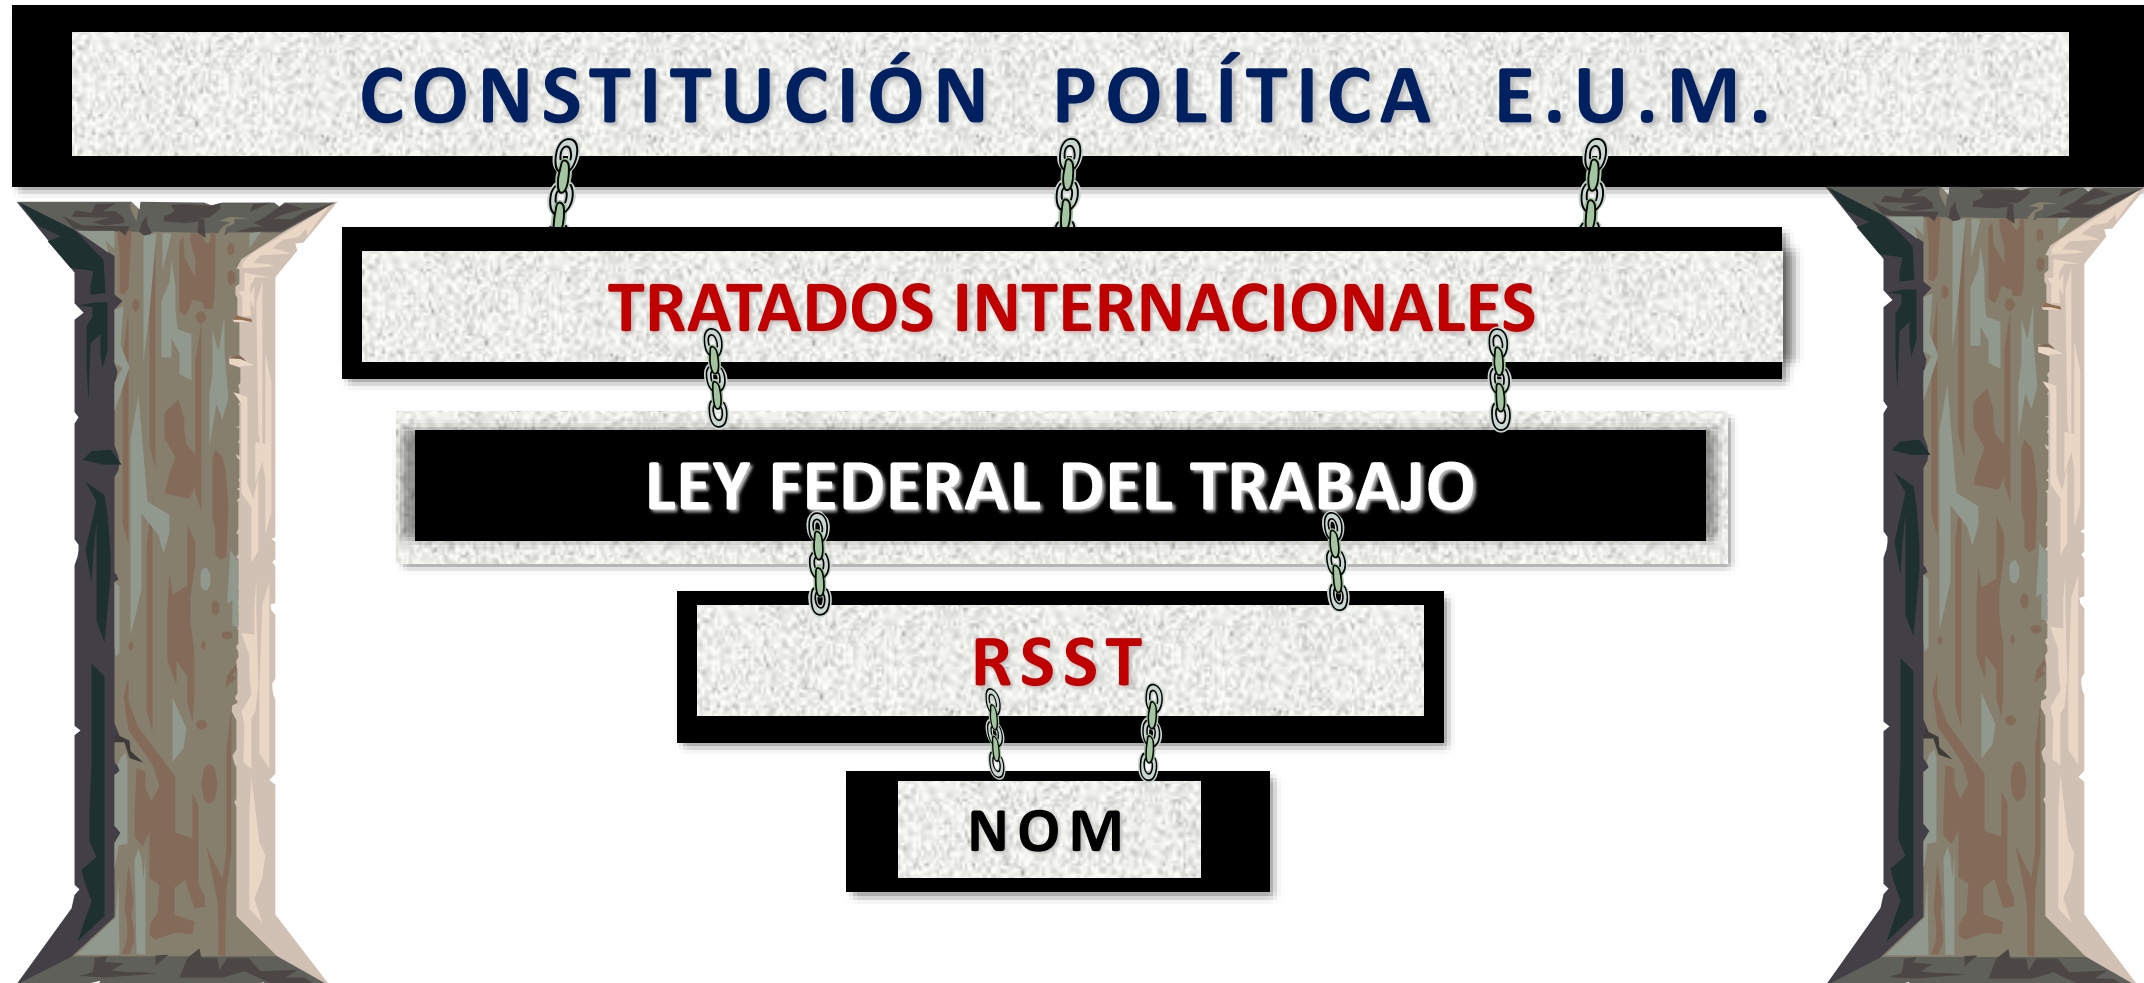 CONSTITUCIÓN POLÍTICA E.U.M.
TRATADOS INTERNACIONALES
LEY FEDERAL DEL TRABAJO
RSST
NOM